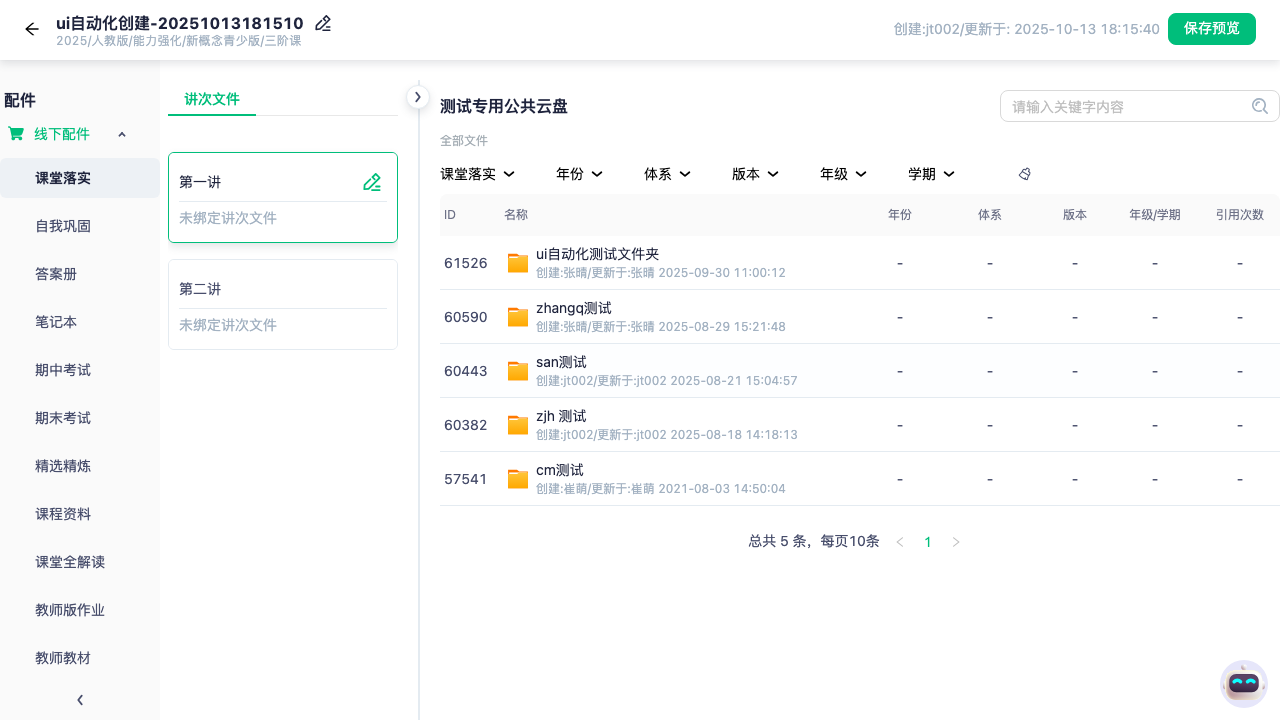 ui自动化创建-20251013181510
2025/人教版/能力强化/新概念青少版/三阶课
创建:jt002/更新于: 2025-10-13 18:15:40
保存预览
配件
线下配件
课堂落实
自我巩固
答案册
笔记本
期中考试
期末考试
精选精炼
课程资料
课堂全解读
教师版作业
教师教材
讲次文件
第一讲
未绑定讲次文件
第二讲
未绑定讲次文件
测试专用公共云盘
请输入关键字内容
全部文件
课堂落实 年份 体系 版本 年级 学期
ID 名称 年份 体系 版本 年级/学期 引用次数
61526 ui自动化测试文件夹 - - - - -
创建:张晴/更新于:张晴 2025-09-30 11:00:12
60590 zhangq测试 - - - - -
创建:张晴/更新于:张晴 2025-08-29 15:21:48
60443 san测试 - - - - -
创建:jt002/更新于:jt002 2025-08-21 15:04:57
60382 zjh 测试 - - - - -
创建:jt002/更新于:jt002 2025-08-18 14:18:13
57541 cm测试 - - - - -
创建:崔萌/更新于:崔萌 2021-08-03 14:50:04
总共 5 条，每页10条 1